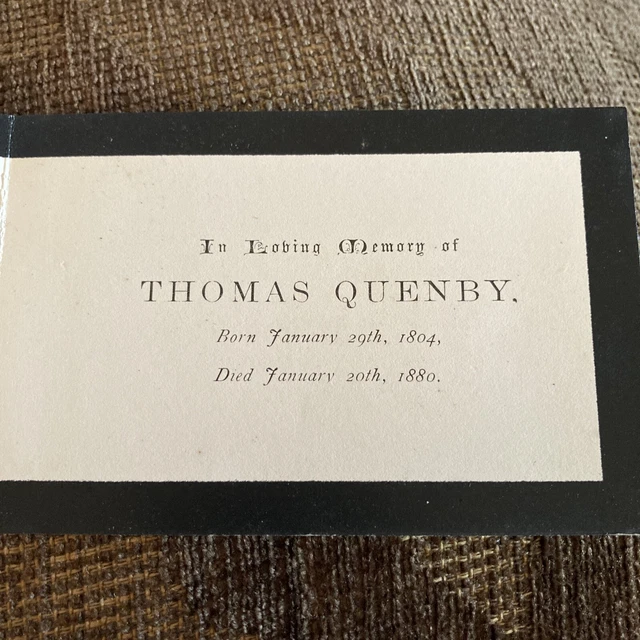 In Loving Memory of
THOMAS QUENBY,
Born January 29th, 1804,
Died January 20th, 1880.